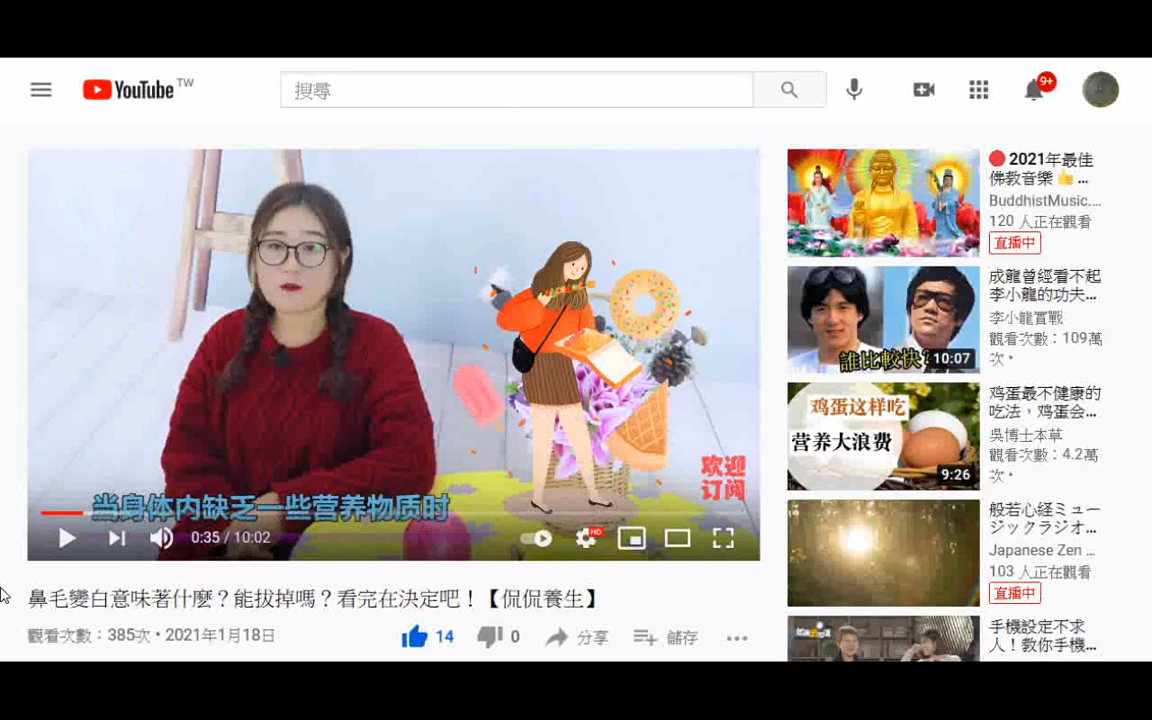 YouTube TW
搜尋
9+
欢迎
订阅
当身体内缺乏一些营养物质时
0:35 / 10:02
HD
鼻毛變白意味著什麼？能拔掉嗎？看完在決定吧！【侃侃養生】
觀看次數：385次 • 2021年1月18日
14
0
分享
儲存
2021年最佳
佛教音樂 👍 ...
BuddhistMusic....
120 人正在觀看
直播中
誰比較快？
10:07
成龍曾經看不起
李小龍的功夫...
李小龍實戰
觀看次數：109萬
次 •
鸡蛋这样吃
营养大浪费
9:26
鸡蛋最不健康的
吃法，鸡蛋会...
吳博士本草
觀看次數：4.2萬
次 •
般若心経ミュー
ジックラジオ...
Japanese Zen ...
103 人正在觀看
直播中
手機設定不求
人！教你手機...